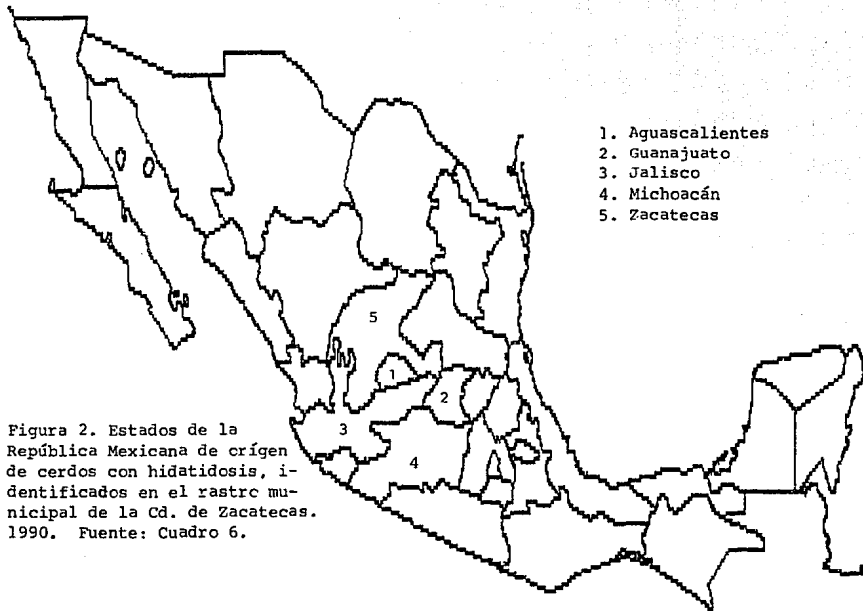 1. Aguascalientes
2. Guanajuato
3. Jalisco
4. Michoacán
5. Zacatecas
5
1
2
3
4
Figura 2. Estados de la
República Mexicana de crígen
de cerdos con hidatidosis, i-
dentificados en el rastrc mu-
nicipal de la Cd. de Zacatecas.
1990. Fuente: Cuadro 6.